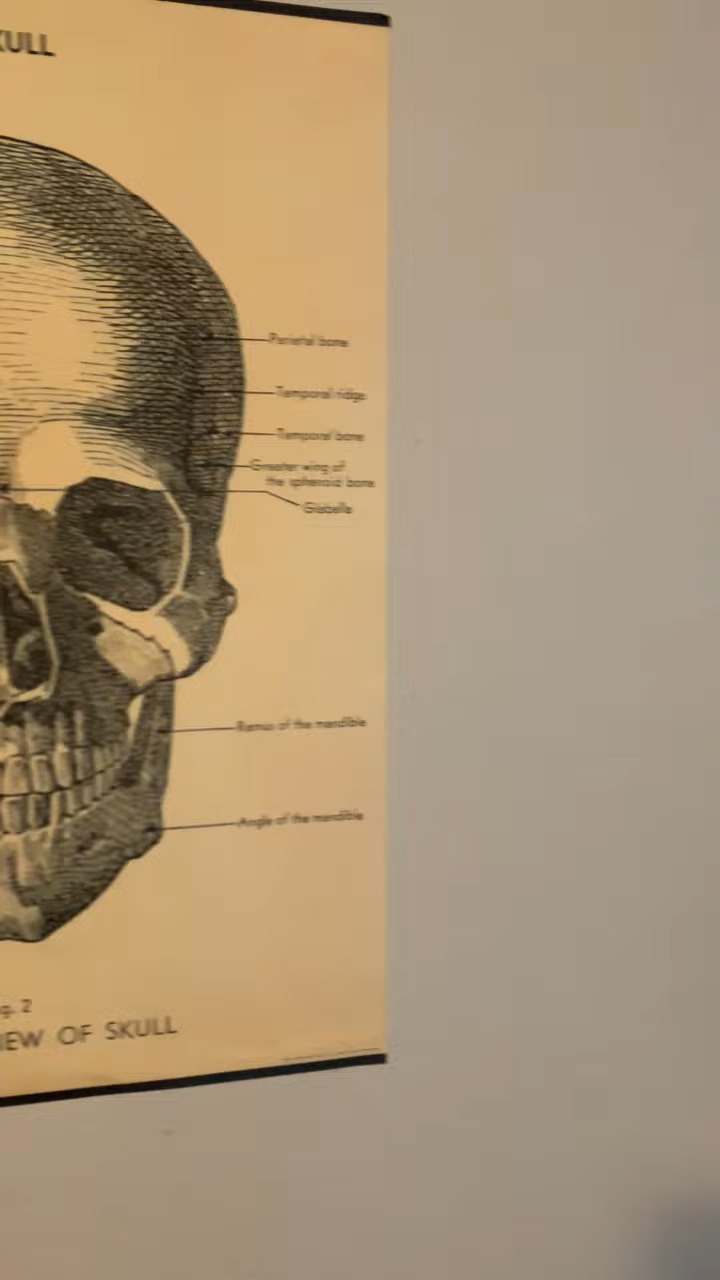 KULL
Parietal bone
Temporal ridge
Temporal bone
Greater wing of
the sphenoid bone
Glabella
Ramus of the mandible
Angle of the mandible
g. 2
IEW OF SKULL